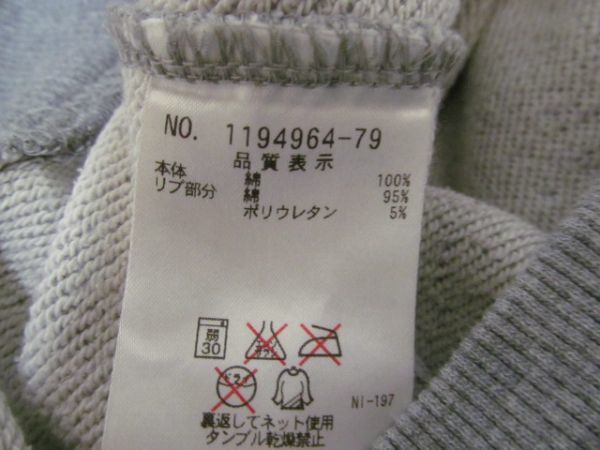 NO. 1194964-79
品質表示
本体 綿 100%
リブ部分 綿 95%
ポリウレタン 5%
弱
30
NI-197
裏返してネット使用
タンブル乾燥禁止